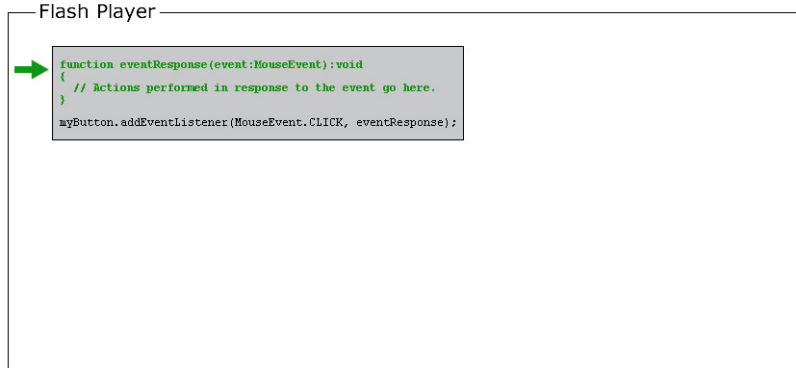 Flash Player
function eventResponse(event:MouseEvent):void
{
// Actions performed in response to the event go here.
}
myButton.addEventListener(MouseEvent.CLICK, eventResponse);